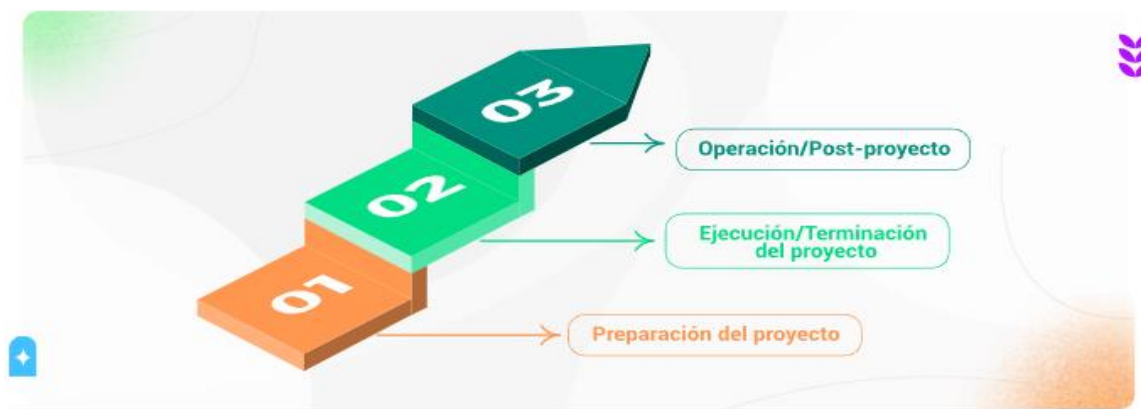 03
Operación/Post-proyecto
02
Ejecución/Terminación
del proyecto
01
Preparación del proyecto